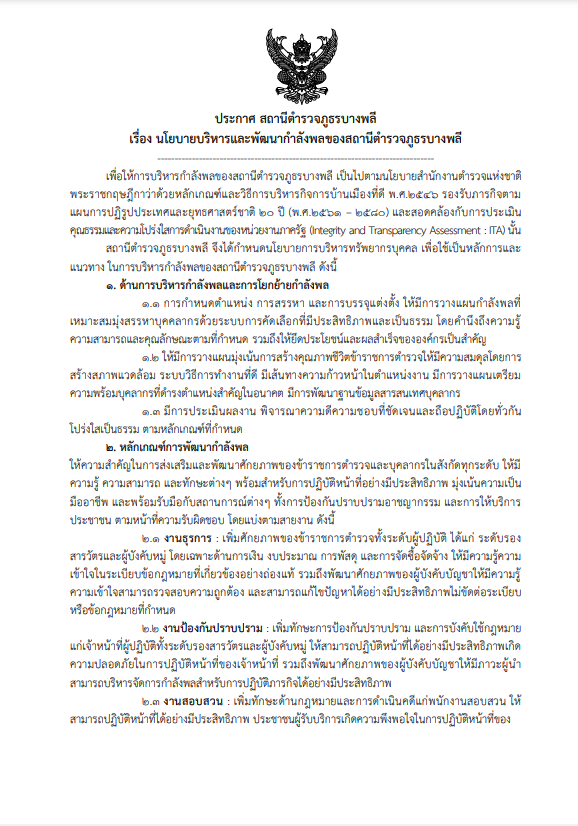 ประกาศ สถานีตำรวจภูธรบางพลี
เรื่อง นโยบายบริหารและพัฒนากำลังพลของสถานีตำรวจภูธรบางพลี
เพื่อให้การบริหารกำลังพลของสถานีตำรวจภูธรบางพลี เป็นไปตามนโยบายสำนักงานตำรวจแห่งชาติ
พระราชกฤษฎีกาว่าด้วยหลักเกณฑ์และวิธีการบริหารกิจการบ้านเมืองที่ดี พ.ศ.๒๕๔๖ รองรับภารกิจตาม
แผนการปฏิรูปประเทศและยุทธศาสตร์ชาติ ๒๐ ปี (พ.ศ.๒๕๖๑ – ๒๕๘๐) และสอดคล้องกับการประเมิน
คุณธรรมและความโปร่งใสการดำเนินงานของหน่วยงานภาครัฐ (Integrity and Transparency Assessment : ITA) นั้น
สถานีตำรวจภูธรบางพลี จึงได้กำหนดนโยบายการบริหารทรัพยากรบุคคล เพื่อใช้เป็นหลักการและ
แนวทาง ในการบริหารกำลังพลของสถานีตำรวจภูธรบางพลี ดังนี้
๑. ด้านการบริหารกำลังพลและการโยกย้ายกำลังพล
๑.๑ การกำหนดตำแหน่ง การสรรหา และการบรรจุแต่งตั้ง ให้มีการวางแผนกำลังพลที่
เหมาะสมมุ่งสรรหาบุคคลากรด้วยระบบการคัดเลือกที่มีประสิทธิภาพและเป็นธรรม โดยคำนึงถึงความรู้
ความสามารถและคุณลักษณะตามที่กำหนด รวมถึงให้ยึดประโยชน์และผลสำเร็จขององค์กรเป็นสำคัญ
๑.๒ ให้มีการวางแผนมุ่งเน้นการสร้างคุณภาพชีวิตข้าราชการตำรวจให้มีความสมดุลโดยการ
สร้างสภาพแวดล้อม ระบบวิธีการทำงานที่ดี มีเส้นทางความก้าวหน้าในตำแหน่งงาน มีการวางแผนเตรียม
ความพร้อมบุคลากรที่ดำรงตำแหน่งสำคัญในอนาคต มีการพัฒนาฐานข้อมูลสารสนเทศบุคลากร
๑.๓ มีการประเมินผลงาน พิจารณาความดีความชอบที่ชัดเจนและถือปฏิบัติโดยทั่วกัน
โปร่งใสเป็นธรรม ตามหลักเกณฑ์ที่กำหนด
๒. หลักเกณฑ์การพัฒนากำลังพล
ให้ความสำคัญในการส่งเสริมและพัฒนาศักยภาพของข้าราชการตำรวจและบุคลากรในสังกัดทุกระดับ ให้มี
ความรู้ ความสามารถ และทักษะต่างๆ พร้อมสำหรับการปฏิบัติหน้าที่อย่างมีประสิทธิภาพ มุ่งเน้นความเป็น
มืออาชีพ และพร้อมรับมือกับสถานการณ์ต่างๆ ทั้งการป้องกันปราบปรามอาชญากรรม และการให้บริการ
ประชาชน ตามหน้าที่ความรับผิดชอบ โดยแบ่งตามสายงาน ดังนี้
๒.๑ งานธุรการ : เพิ่มศักยภาพของข้าราชการตำรวจทั้งระดับผู้ปฏิบัติ ได้แก่ ระดับรอง
สารวัตรและผู้บังคับหมู่ โดยเฉพาะด้านการเงิน งบประมาณ การพัสดุ และการจัดซื้อจัดจ้าง ให้มีความรู้ความ
เข้าใจในระเบียบข้อกฎหมายที่เกี่ยวข้องอย่างถ่องแท้ รวมถึงพัฒนาศักยภาพของผู้บังคับบัญชาให้มีความรู้
ความเข้าใจสามารถตรวจสอบความถูกต้อง และสามารถแก้ไขปัญหาได้อย่างมีประสิทธิภาพไม่ขัดต่อระเบียบ
หรือข้อกฎหมายที่กำหนด
๒.๒ งานป้องกันปราบปราม : เพิ่มทักษะการป้องกันปราบปราม และการบังคับใช้กฎหมาย
แก่เจ้าหน้าที่ผู้ปฏิบัติทั้งระดับรองสารวัตรและผู้บังคับหมู่ ให้สามารถปฏิบัติหน้าที่ได้อย่างมีประสิทธิภาพเกิด
ความปลอดภัยในการปฏิบัติหน้าที่ของเจ้าหน้าที่ รวมถึงพัฒนาศักยภาพของผู้บังคับบัญชาให้มีภาวะผู้นำ
สามารถบริหารจัดการกำลังพลสำหรับการปฏิบัติภารกิจได้อย่างมีประสิทธิภาพ
๒.๓ งานสอบสวน : เพิ่มทักษะด้านกฎหมายและการดำเนินคดีแก่พนักงานสอบสวน ให้
สามารถปฏิบัติหน้าที่ได้อย่างมีประสิทธิภาพ ประชาชนผู้รับบริการเกิดความพึงพอใจในการปฏิบัติหน้าที่ของ